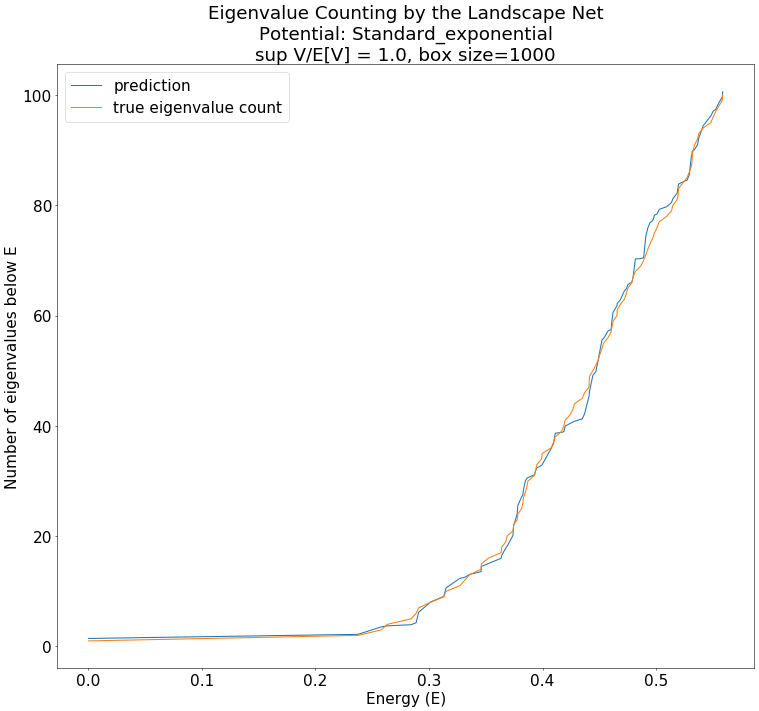 Eigenvalue Counting by the Landscape Net
Potential: Standard_exponential
sup V/E[V] = 1.0, box size=1000
prediction
true eigenvalue count
Number of eigenvalues below E
100
80
60
40
20
0
0.0 0.1 0.2 0.3 0.4 0.5
Energy (E)